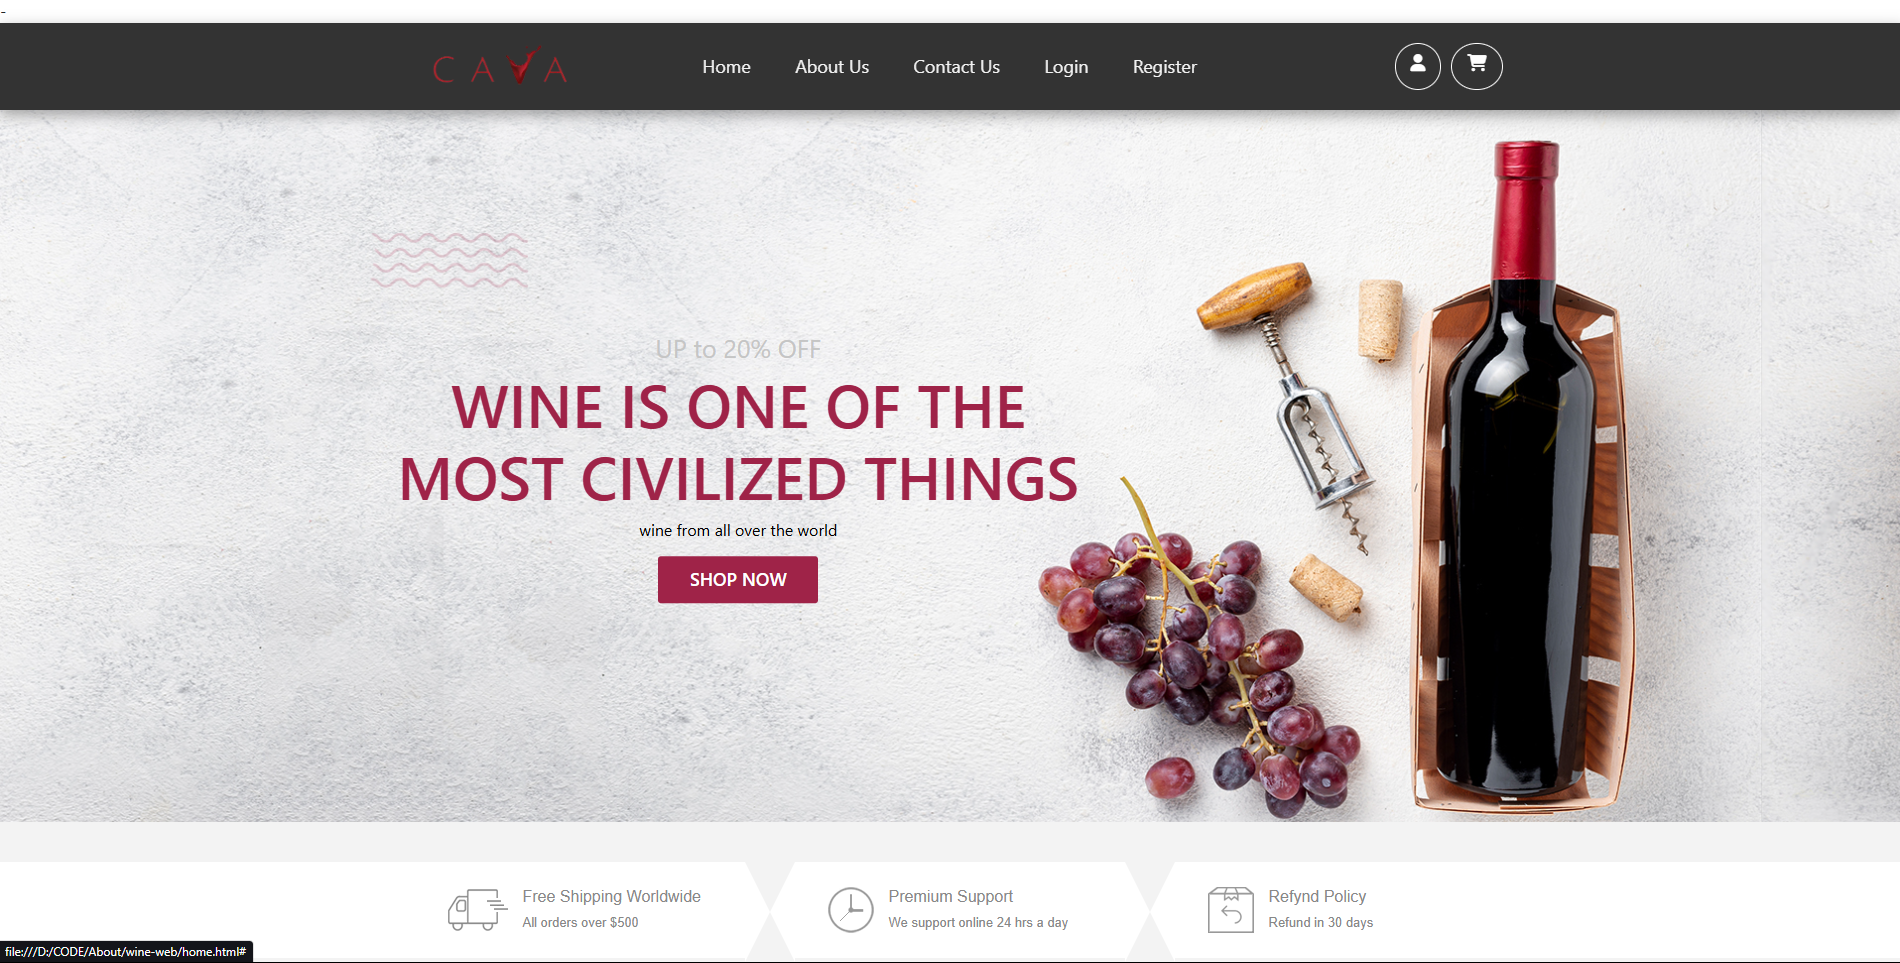 -
CAVA
Home About Us Contact Us Login Register
UP to 20% OFF
WINE IS ONE OF THE
MOST CIVILIZED THINGS
wine from all over the world
SHOP NOW
Free Shipping Worldwide
All orders over $500
Premium Support
We support online 24 hrs a day
Refynd Policy
Refund in 30 days
file:///D:/CODE/About/wine-web/home.html#